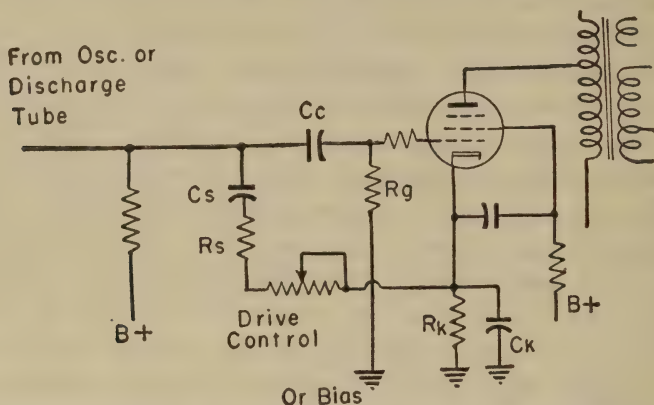 From Osc. or
Discharge
Tube
Cc
Cs
Rg
Rs
B+
Drive
Control
Rk
Ck
B+
Or Bias